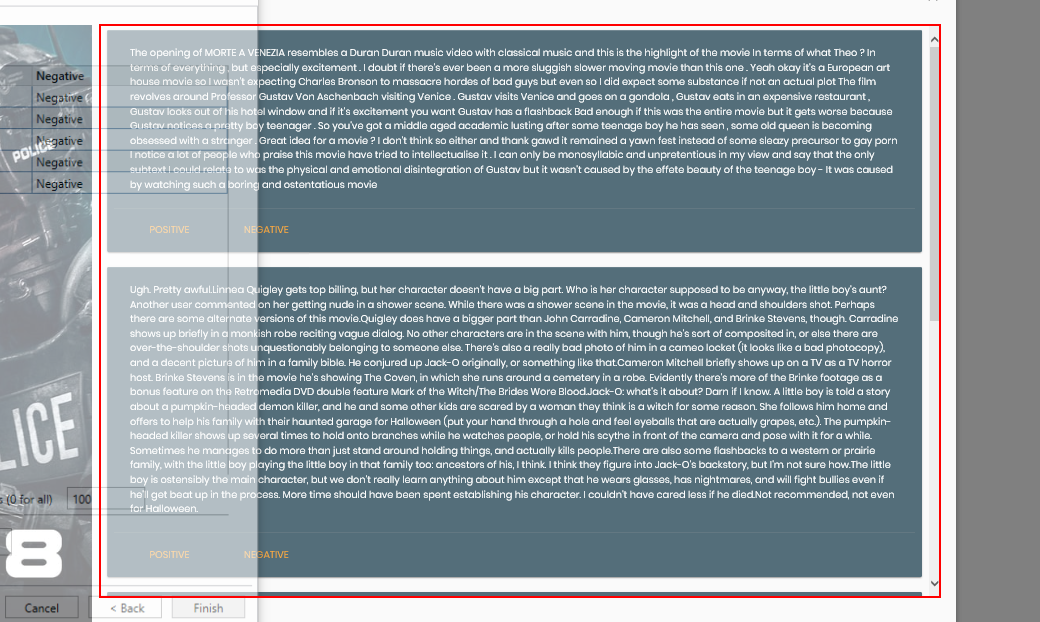 The opening of MORTE A VENEZIA resembles a Duran Duran music video with classical music and this is the highlight of the movie In terms of what Theo ? In
terms of everything , but especially excitement . I doubt if there's ever been a more sluggish slower moving movie than this one . Yeah okay it's a European art
house movie so I wasn't expecting Charles Bronson to massacre hordes of bad guys but even so I did expect some substance if not an actual plot The film
revolves around Professor Gustav Von Aschenbach visiting Venice . Gustav visits Venice and goes on a gondola , Gustav eats in an expensive restaurant ,
Gustav looks out of his hotel window and if it's excitement you want Gustav has a flashback Bad enough if this was the entire movie but it gets worse because
Gustav notices a pretty boy teenager . So you've got a middle aged academic lusting after some teenage boy he has seen , some old queen is becoming
obsessed with a stranger . Great idea for a movie ? I don't think so either and thank gawd it remained a yawn fest instead of some sleazy precursor to gay porn
I notice a lot of people who praise this movie have tried to intellectualise it . I can only be monosyllabic and unpretentious in my view and say that the only
subtext I could relate to was the physical and emotional disintegration of Gustav but it wasn't caused by the effete beauty of the teenage boy - It was caused
by watching such a boring and ostentatious movie
POSITIVE NEGATIVE
Ugh. Pretty awful.Linnea Quigley gets top billing, but her character doesn't have a big part. Who is her character supposed to be anyway, the little boy's aunt?
Another user commented on her getting nude in a shower scene. While there was a shower scene in the movie, it was a head and shoulders shot. Perhaps
there are some alternate versions of this movie.Quigley does have a bigger part than John Carradine, Cameron Mitchell, and Brinke Stevens, though. Carradine
shows up briefly in a monkish robe reciting vague dialog. No other characters are in the scene with him, though he's sort of composited in, or else there are
over-the-shoulder shots unquestionably belonging to someone else. There's also a really bad photo of him in a cameo locket (it looks like a bad photocopy),
and a decent picture of him in a family bible. He conjured up Jack-O originally, or something like that.Cameron Mitchell briefly shows up on a TV as a TV horror
host. Brinke Stevens is in the movie he's showing The Coven, in which she runs around a cemetery in a robe. Evidently there's more of the Brinke footage as a
bonus feature on the Retromedia DVD double feature Mark of the Witch/The Brides Wore BloodJack-O: what's it about? Darn if I know. A little boy is told a story
about a pumpkin-headed demon killer, and he and some other kids are scared by a woman they think is a witch for some reason. She follows him home and
offers to help his family with their haunted garage for Halloween (put your hand through a hole and feel eyeballs that are actually grapes, etc.). The pumpkin-
headed killer shows up several times to hold onto branches while he watches people, or hold his scythe in front of the camera and pose with it for a while.
Sometimes he manages to do more than just stand around holding things, and actually kills people.There are also some flashbacks to a western or prairie
family, with the little boy playing the little boy in that family too: ancestors of his, I think. I think they figure into Jack-O's backstory, but I'm not sure how.The little
boy is ostensibly the main character, but we don't really learn anything about him except that he wears glasses, has nightmares, and will fight bullies even if
he'll get beat up in the process. More time should have been spent establishing his character. I couldn't have cared less if he died.Not recommended, not even
for Halloween.
POSITIVE NEGATIVE
Negative
Negative
Negative
Negative
Negative
Negative
POLICE
LICE
s (0 for all) 100
8
Cancel < Back Finish